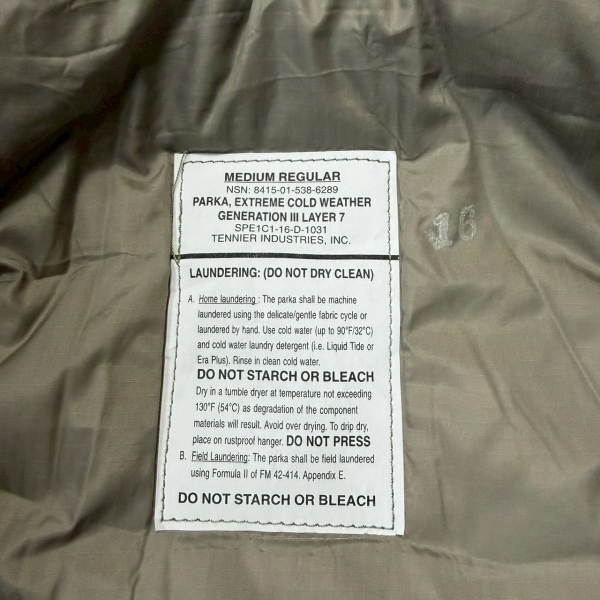 MEDIUM REGULAR
NSN: 8415-01-538-6289
PARKA, EXTREME COLD WEATHER
GENERATION III LAYER 7
SPE1C1-16-D-1031
TENNIER INDUSTRIES, INC.
LAUNDERING: (DO NOT DRY CLEAN)
A. Home laundering : The parka shall be machine
laundered using the delicate/gentle fabric cycle or
laundered by hand. Use cold water (up to 90°F/32°C)
and cold water laundry detergent (i.e. Liquid Tide or
Era Plus). Rinse in clean cold water.
DO NOT STARCH OR BLEACH
Dry in a tumble dryer at temperature not exceeding
130°F (54°C) as degradation of the component
materials will result. Avoid over drying. To drip dry,
place on rustproof hanger. DO NOT PRESS
B. Field Laundering: The parka shall be field laundered
using Formula II of FM 42-414. Appendix E.
DO NOT STARCH OR BLEACH
16